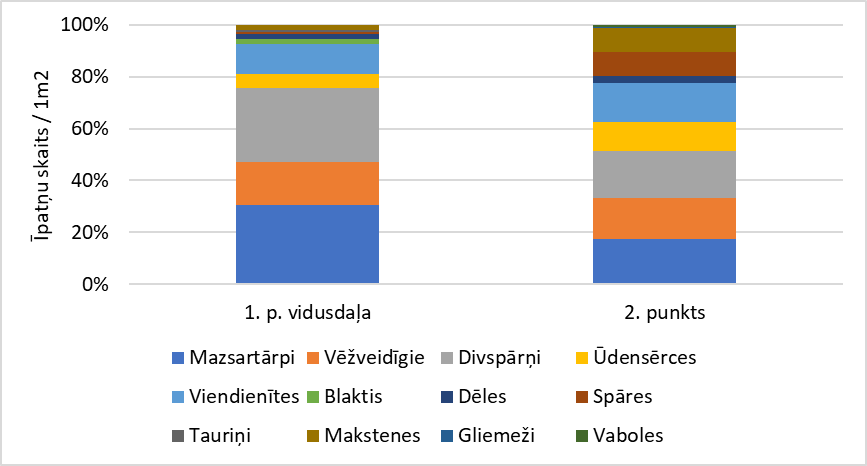 100%
80%
60%
40%
20%
0%
Īpatņu skaits / 1m2
1. p. vidusdaļa 2. punkts
Mazsartārpi Vēžveidīgie Divspārņi Ūdensērces
Viendienītes Blaktis Dēles Spāres
Tauriņi Makstenes Gliemeži Vaboles